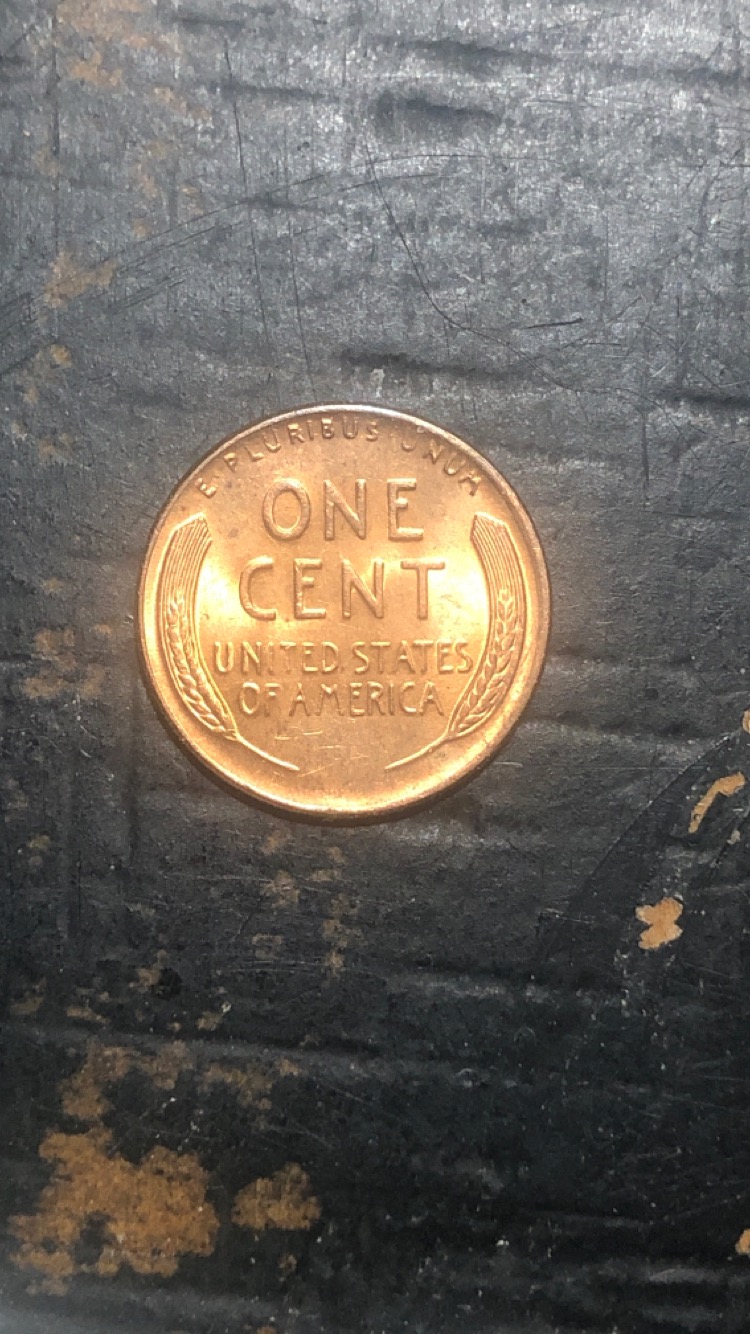 E PLURIBUS UNUM
ONE
CENT
UNITED STATES
OF AMERICA